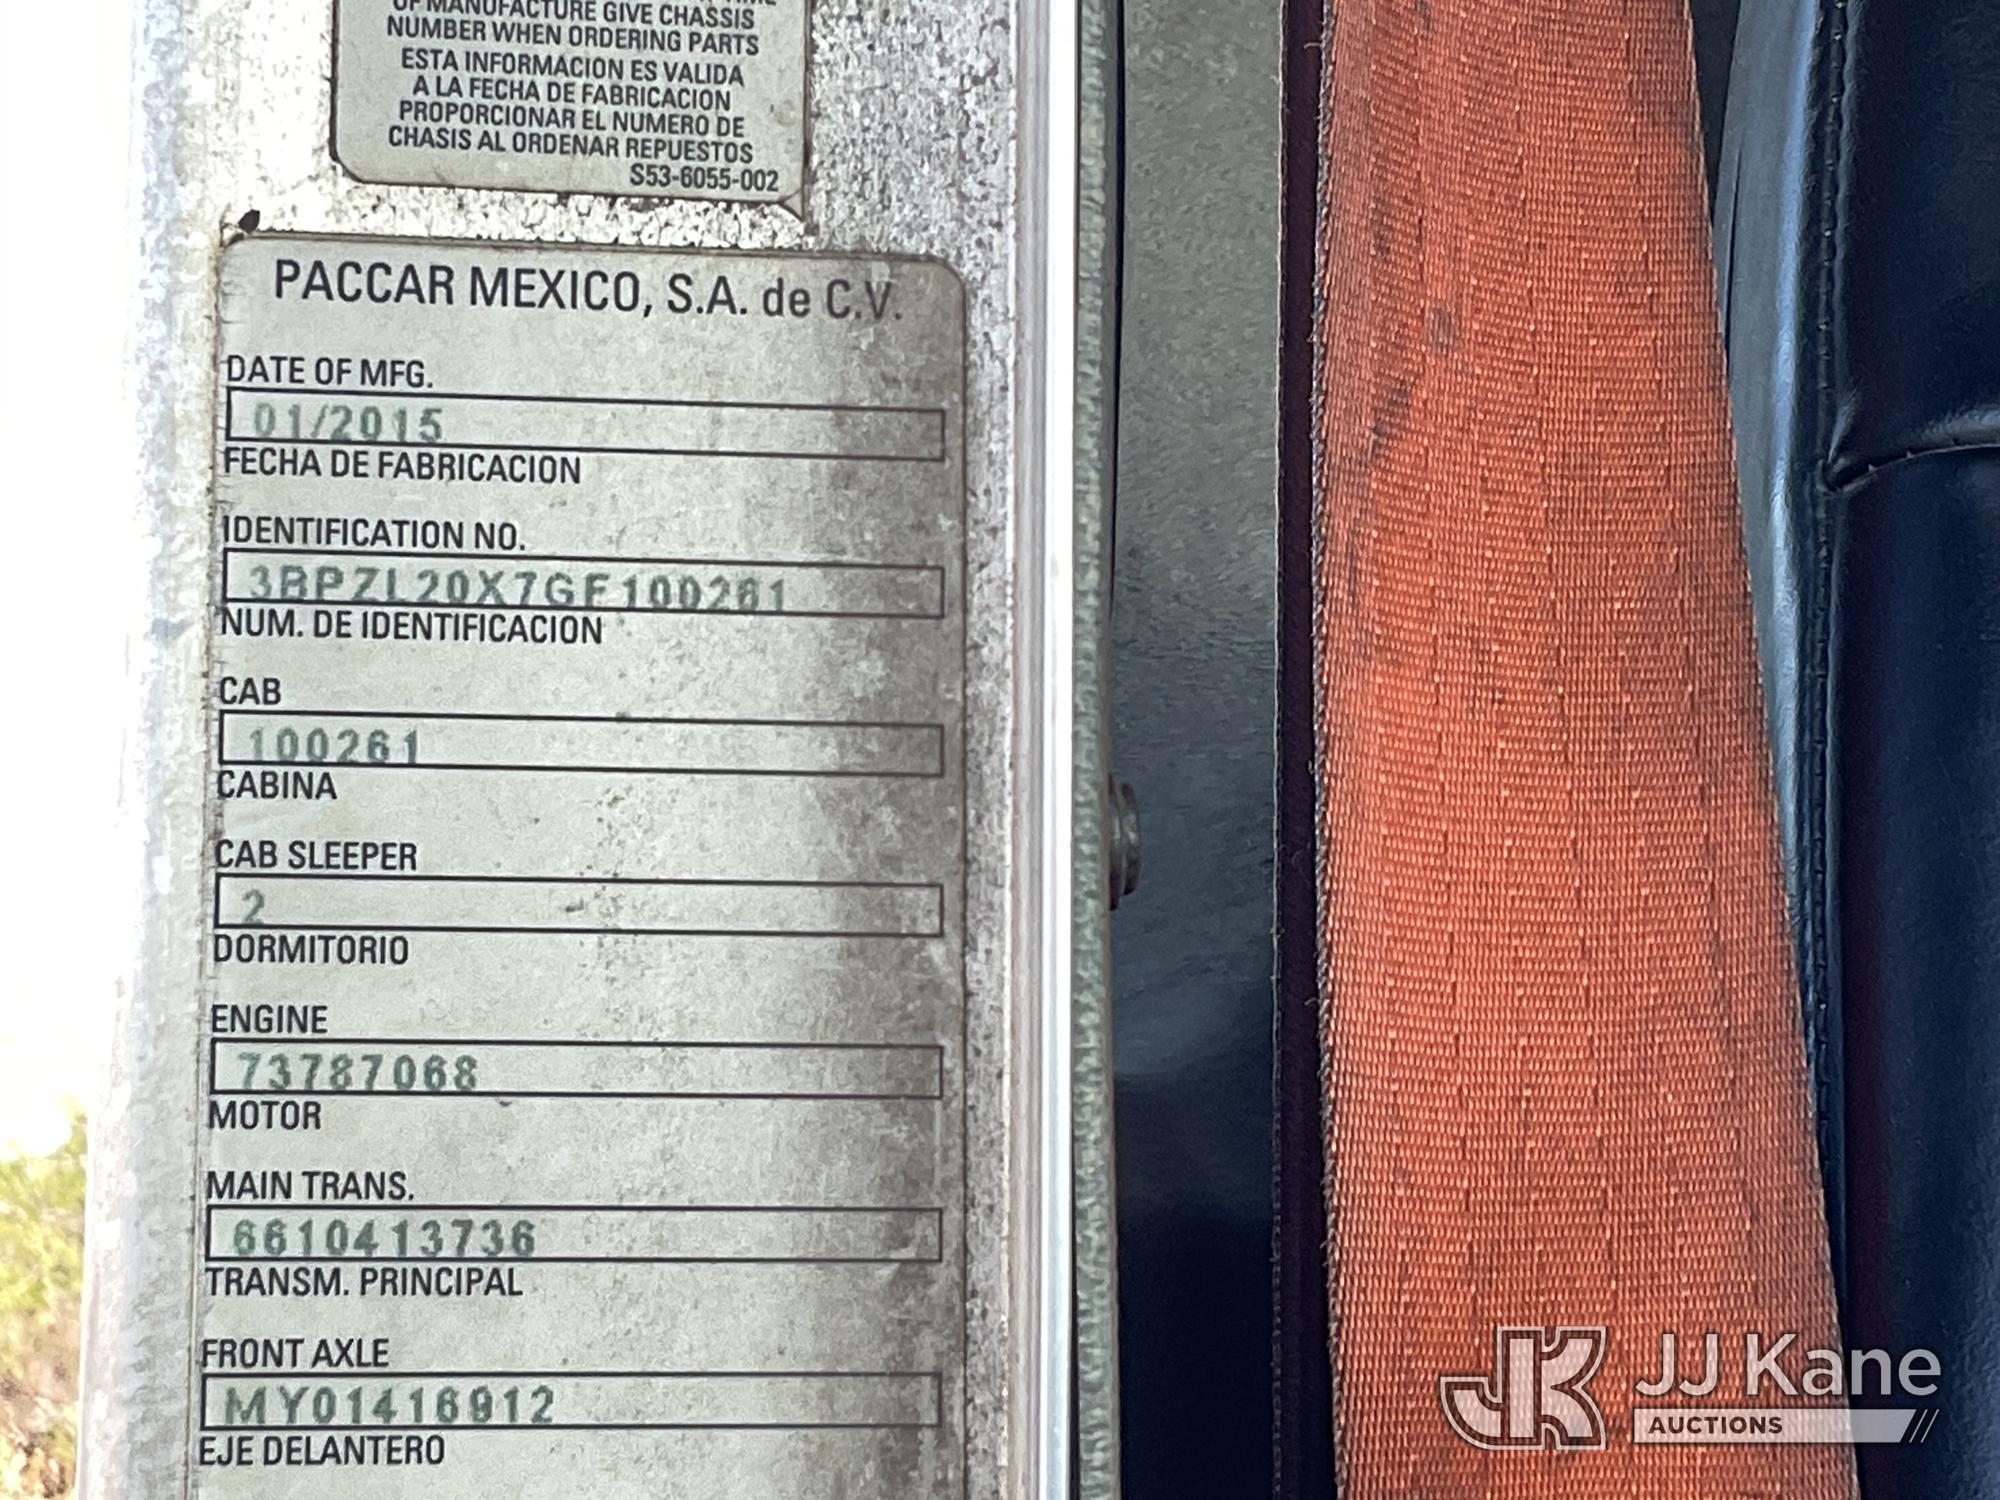 OF MANUFACTURE GIVE CHASSIS
NUMBER WHEN ORDERING PARTS
ESTA INFORMACION ES VALIDA
A LA FECHA DE FABRICACION
PROPORCIONAR EL NUMERO DE
CHASIS AL ORDENAR REPUESTOS
S53-6055-002
PACCAR MEXICO, S.A. de C.V.
DATE OF MFG.
01/2015
FECHA DE FABRICACION
IDENTIFICATION NO.
3BPZL20X7GF100261
NUM. DE IDENTIFICACION
CAB
100261
CABINA
CAB SLEEPER
2
DORMITORIO
ENGINE
73787068
MOTOR
MAIN TRANS.
6610413736
TRANSM. PRINCIPAL
FRONT AXLE
MY01416912
EJE DELANTERO
JK JJ Kane
AUCTIONS